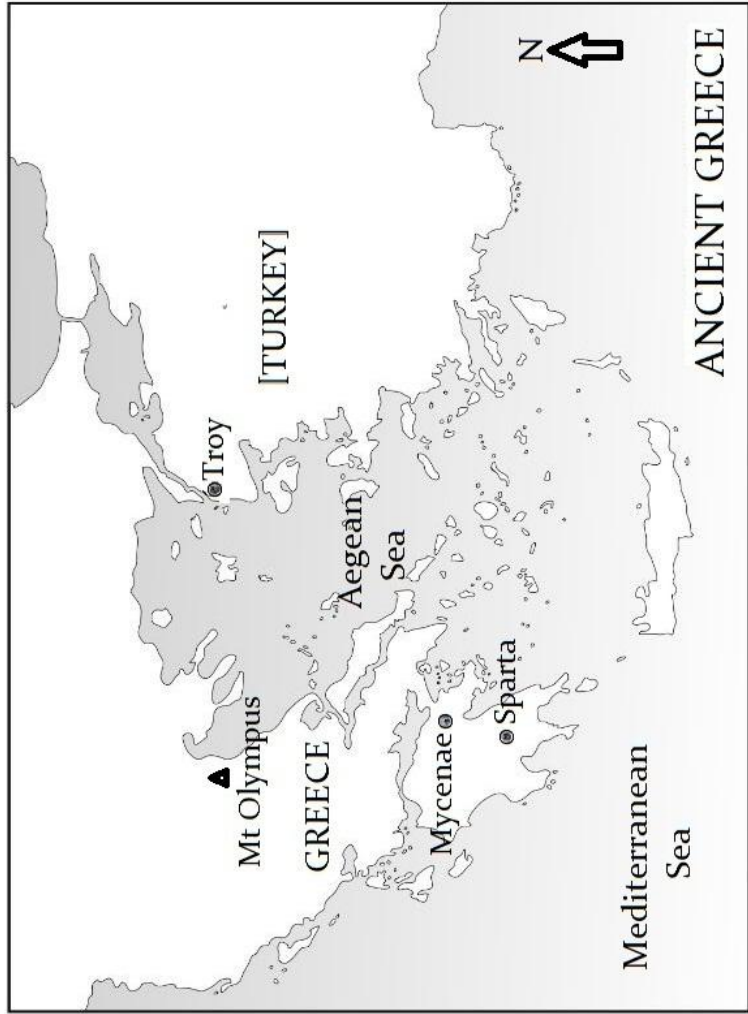 Troy
[TURKEY]
Mt Olympus
GREECE
Aegean
Sea
Mycenae
Sparta
Mediterranean
Sea
N
ANCIENT GREECE